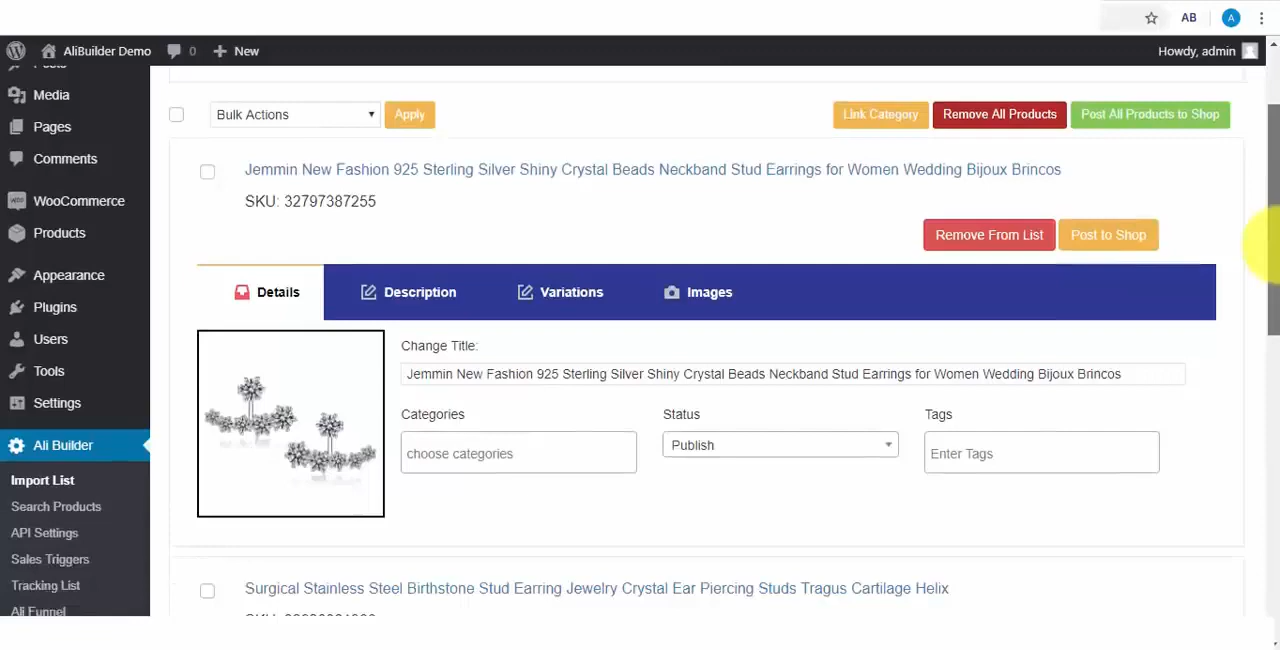 AB
A
AliBuilder Demo
0
New
Howdy, admin
Posts
Media
Pages
Comments
WooCommerce
Products
Appearance
Plugins
Users
Tools
Settings
Ali Builder
Import List
Search Products
API Settings
Sales Triggers
Tracking List
Ali Funnel
Bulk Actions
Apply
Link Category
Remove All Products
Post All Products to Shop
Jemmin New Fashion 925 Sterling Silver Shiny Crystal Beads Neckband Stud Earrings for Women Wedding Bijoux Brincos
SKU: 32797387255
Remove From List
Post to Shop
Details
Description
Variations
Images
Change Title:
Jemmin New Fashion 925 Sterling Silver Shiny Crystal Beads Neckband Stud Earrings for Women Wedding Bijoux Brincos
Categories
Status
Tags
choose categories
Publish
Enter Tags
Surgical Stainless Steel Birthstone Stud Earring Jewelry Crystal Ear Piercing Studs Tragus Cartilage Helix
SKU: